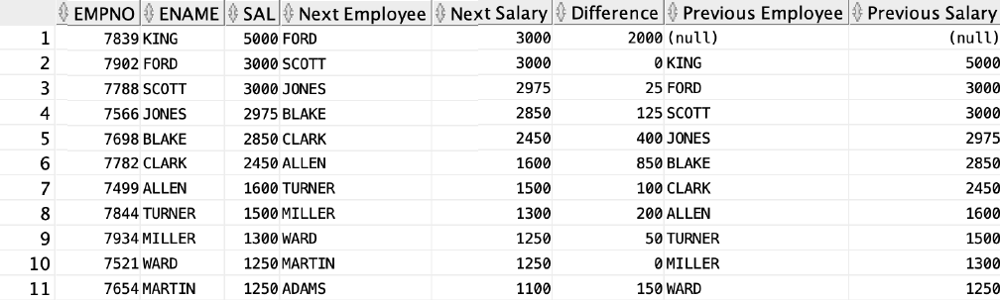 EMPNO ENAME SAL Next Employee Next Salary Difference Previous Employee Previous Salary
1 7839 KING 5000 FORD 3000 2000 (null) (null)
2 7902 FORD 3000 SCOTT 3000 0 KING 5000
3 7788 SCOTT 3000 JONES 2975 25 FORD 3000
4 7566 JONES 2975 BLAKE 2850 125 SCOTT 3000
5 7698 BLAKE 2850 CLARK 2450 400 JONES 2975
6 7782 CLARK 2450 ALLEN 1600 850 BLAKE 2850
7 7499 ALLEN 1600 TURNER 1500 100 CLARK 2450
8 7844 TURNER 1500 MILLER 1300 200 ALLEN 1600
9 7934 MILLER 1300 WARD 1250 50 TURNER 1500
10 7521 WARD 1250 MARTIN 1250 0 MILLER 1300
11 7654 MARTIN 1250 ADAMS 1100 150 WARD 1250